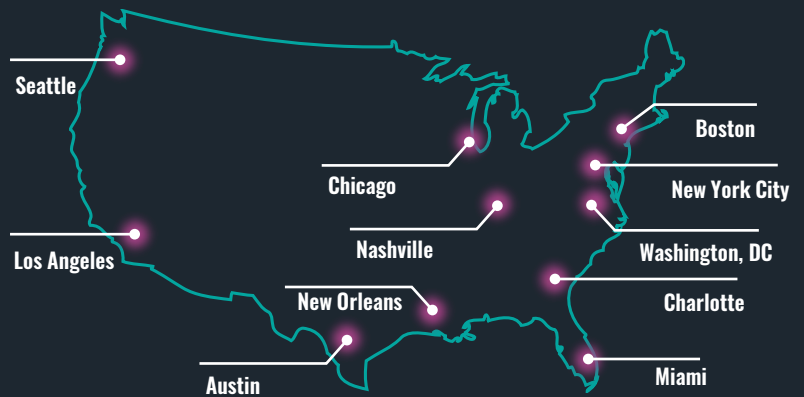 Seattle
Boston
Chicago
New York City
Nashville
Washington, DC
Los Angeles
New Orleans
Charlotte
Miami
Austin